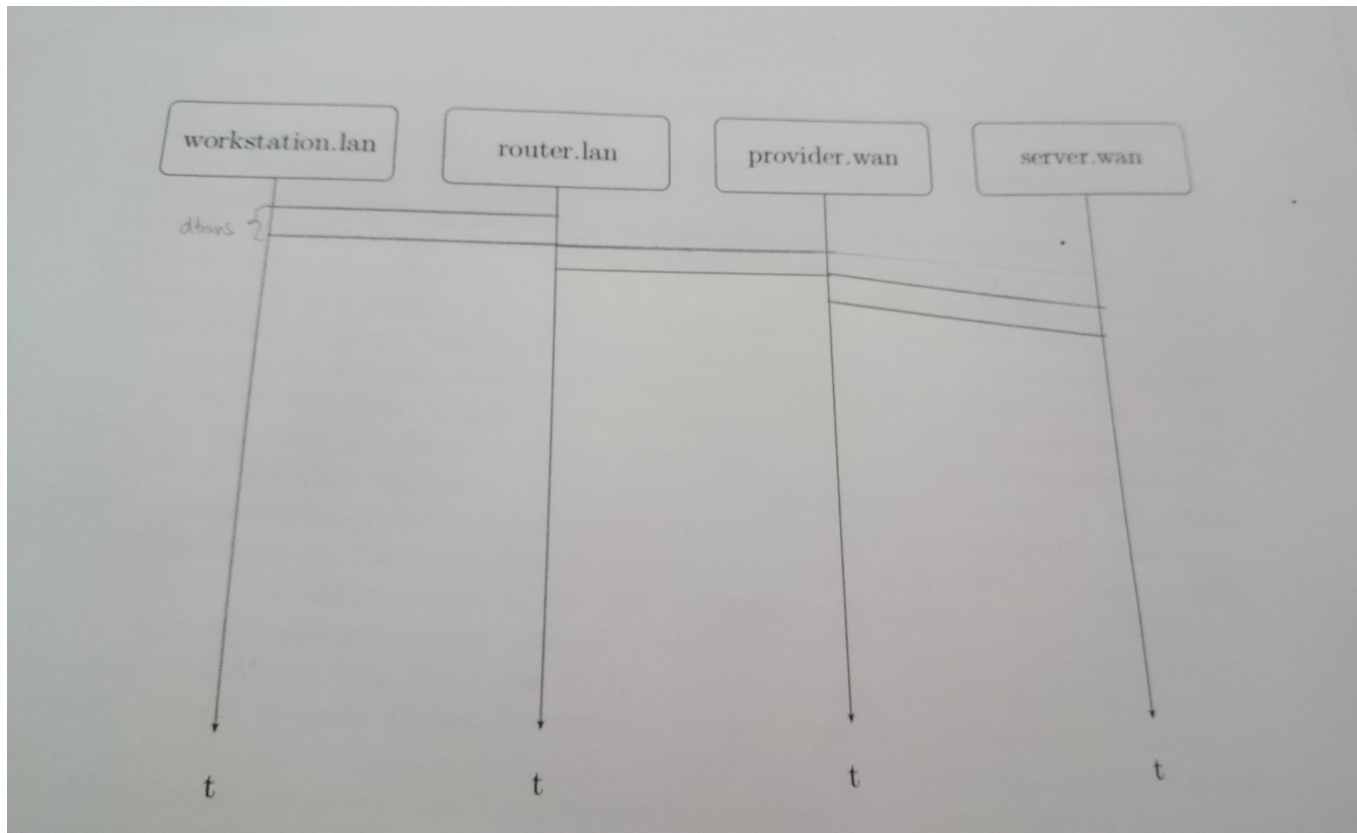 workstation.lan
router.lan
provider.wan
server.wan
dtrans
t
t
t
t